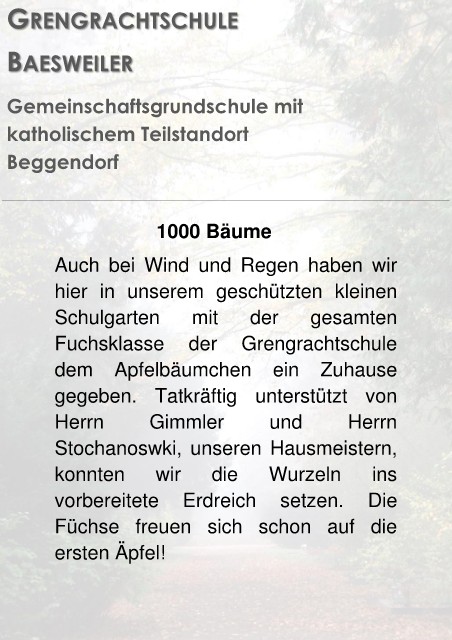 GRENGRACHTSCHULE
BAESWEILER
Gemeinschaftsgrundschule mit
katholischem Teilstandort
Beggendorf
1000 Bäume
Auch bei Wind und Regen haben wir
hier in unserem geschützten kleinen
Schulgarten mit der gesamten
Fuchsklasse der Grengrachtschule
dem Apfelbäumchen ein Zuhause
gegeben. Tatkräftig unterstützt von
Herrn Gimmler und Herrn
Stochanoswki, unseren Hausmeistern,
konnten wir die Wurzeln ins
vorbereitete Erdreich setzen. Die
Füchse freuen sich schon auf die
ersten Äpfel!